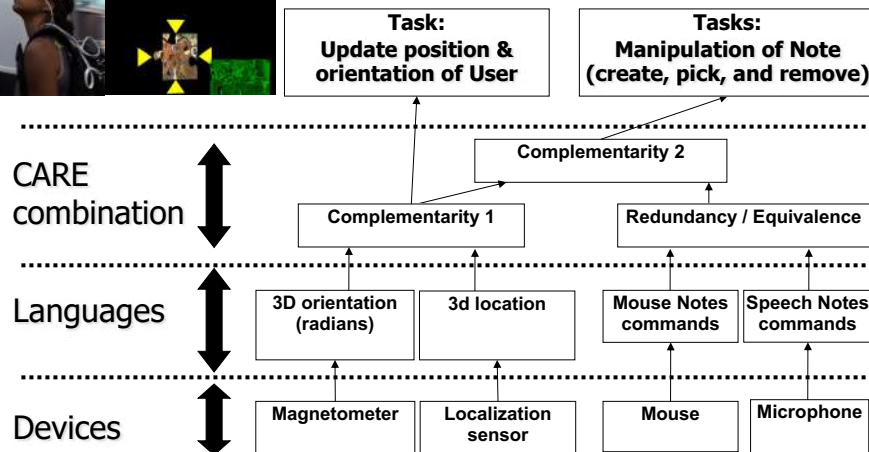 Task:
Update position &
orientation of User
Tasks:
Manipulation of Note
(create, pick, and remove)
CARE
combination
Complementarity 2
Complementarity 1
Redundancy / Equivalence
Languages
3D orientation
(radians)
3d location
Mouse Notes
commands
Speech Notes
commands
Devices
Magnetometer
Localization
sensor
Mouse
Microphone